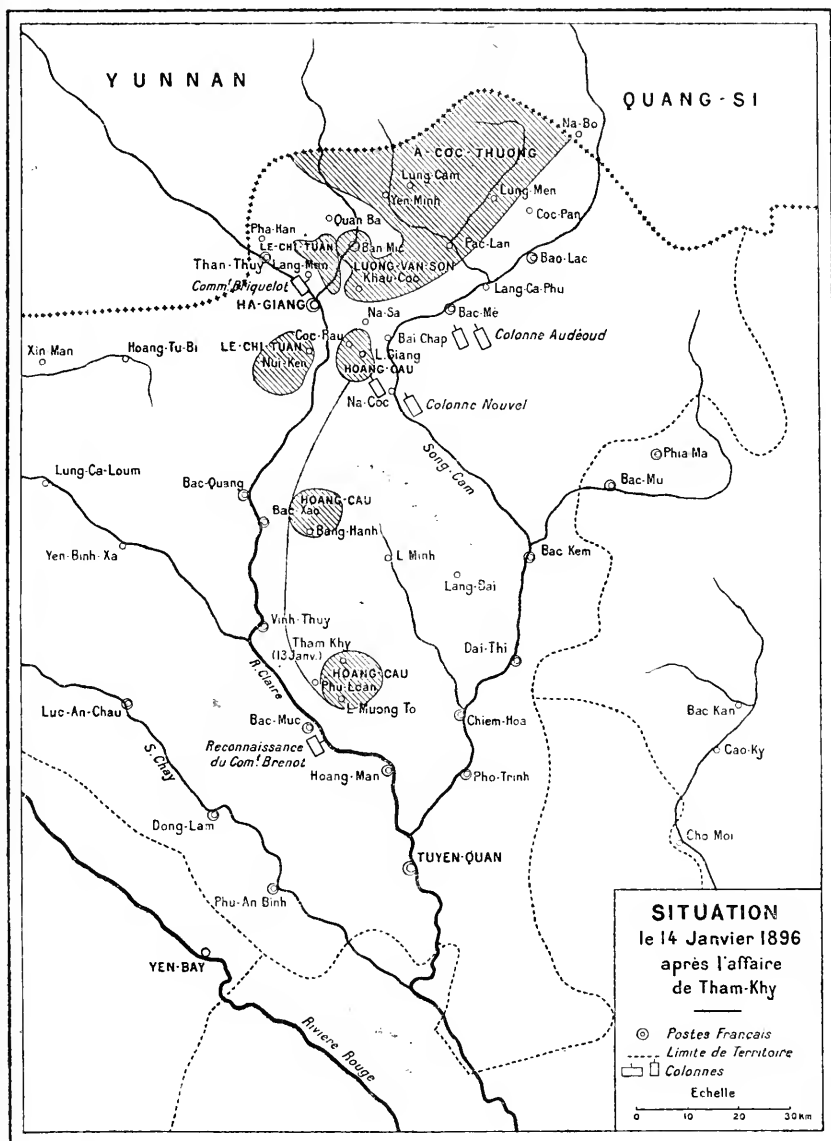 YUNNAN
QUANG-SI
Na-Bo
A-COC-THUONG
Lung-Cam
Yen-Minh
Lung-Men
Coc-Pan
Quan Ba
Pha-Han
LE-CHI-TUAN
Ban Mic
Pac-Lan
Bao-Lac
Than-Thuy
Lang-Men
LUONG-VAN-SON
Khau-Coc
Lang-Ca-Phu
Commt Briquelot
HA-GIANG
Na-Sa
Bac-Mé
Coc-Rau
Bai Chap
Colonne Audéoud
Xin Man
Hoang-Tu-Bi
LE-CHI-TUAN
Nui-Ken
L.Giang
HOANG-CAU
Na-Coc
Colonne Nouvel
Song-Cam
Phia-Ma
Lung-Ca-Loum
Bac-Quang
Bac-Mu
HOANG-CAU
Bac Xao
Bang-Hanh
Yen-Binh-Xa
L Minh
Bac Kem
Lang-Bai
Vinh-Thuy
Tham Khy
(13 Janv.)
Dai-Thi
R. Claire
HOANG-CAU
Phu-Loan
L-Muong To
Luc-An-Chau
Bac-Muc
Chiem-Hoa
Bac Kan
S. Chay
Reconnaissance
du Comt Brenot
Hoang-Man
Pho-Trinh
Cao-Ky
Dong-Lam
Cho Moi
TUYEN-QUAN
Phu-An Binh
YEN-BAY
Rivière Rouge
SITUATION
le 14 Janvier 1896
après l'affaire
de Tham-Khy
Postes Français
Limite de Territoire
Colonnes
Echelle
0 10 20 30 Km